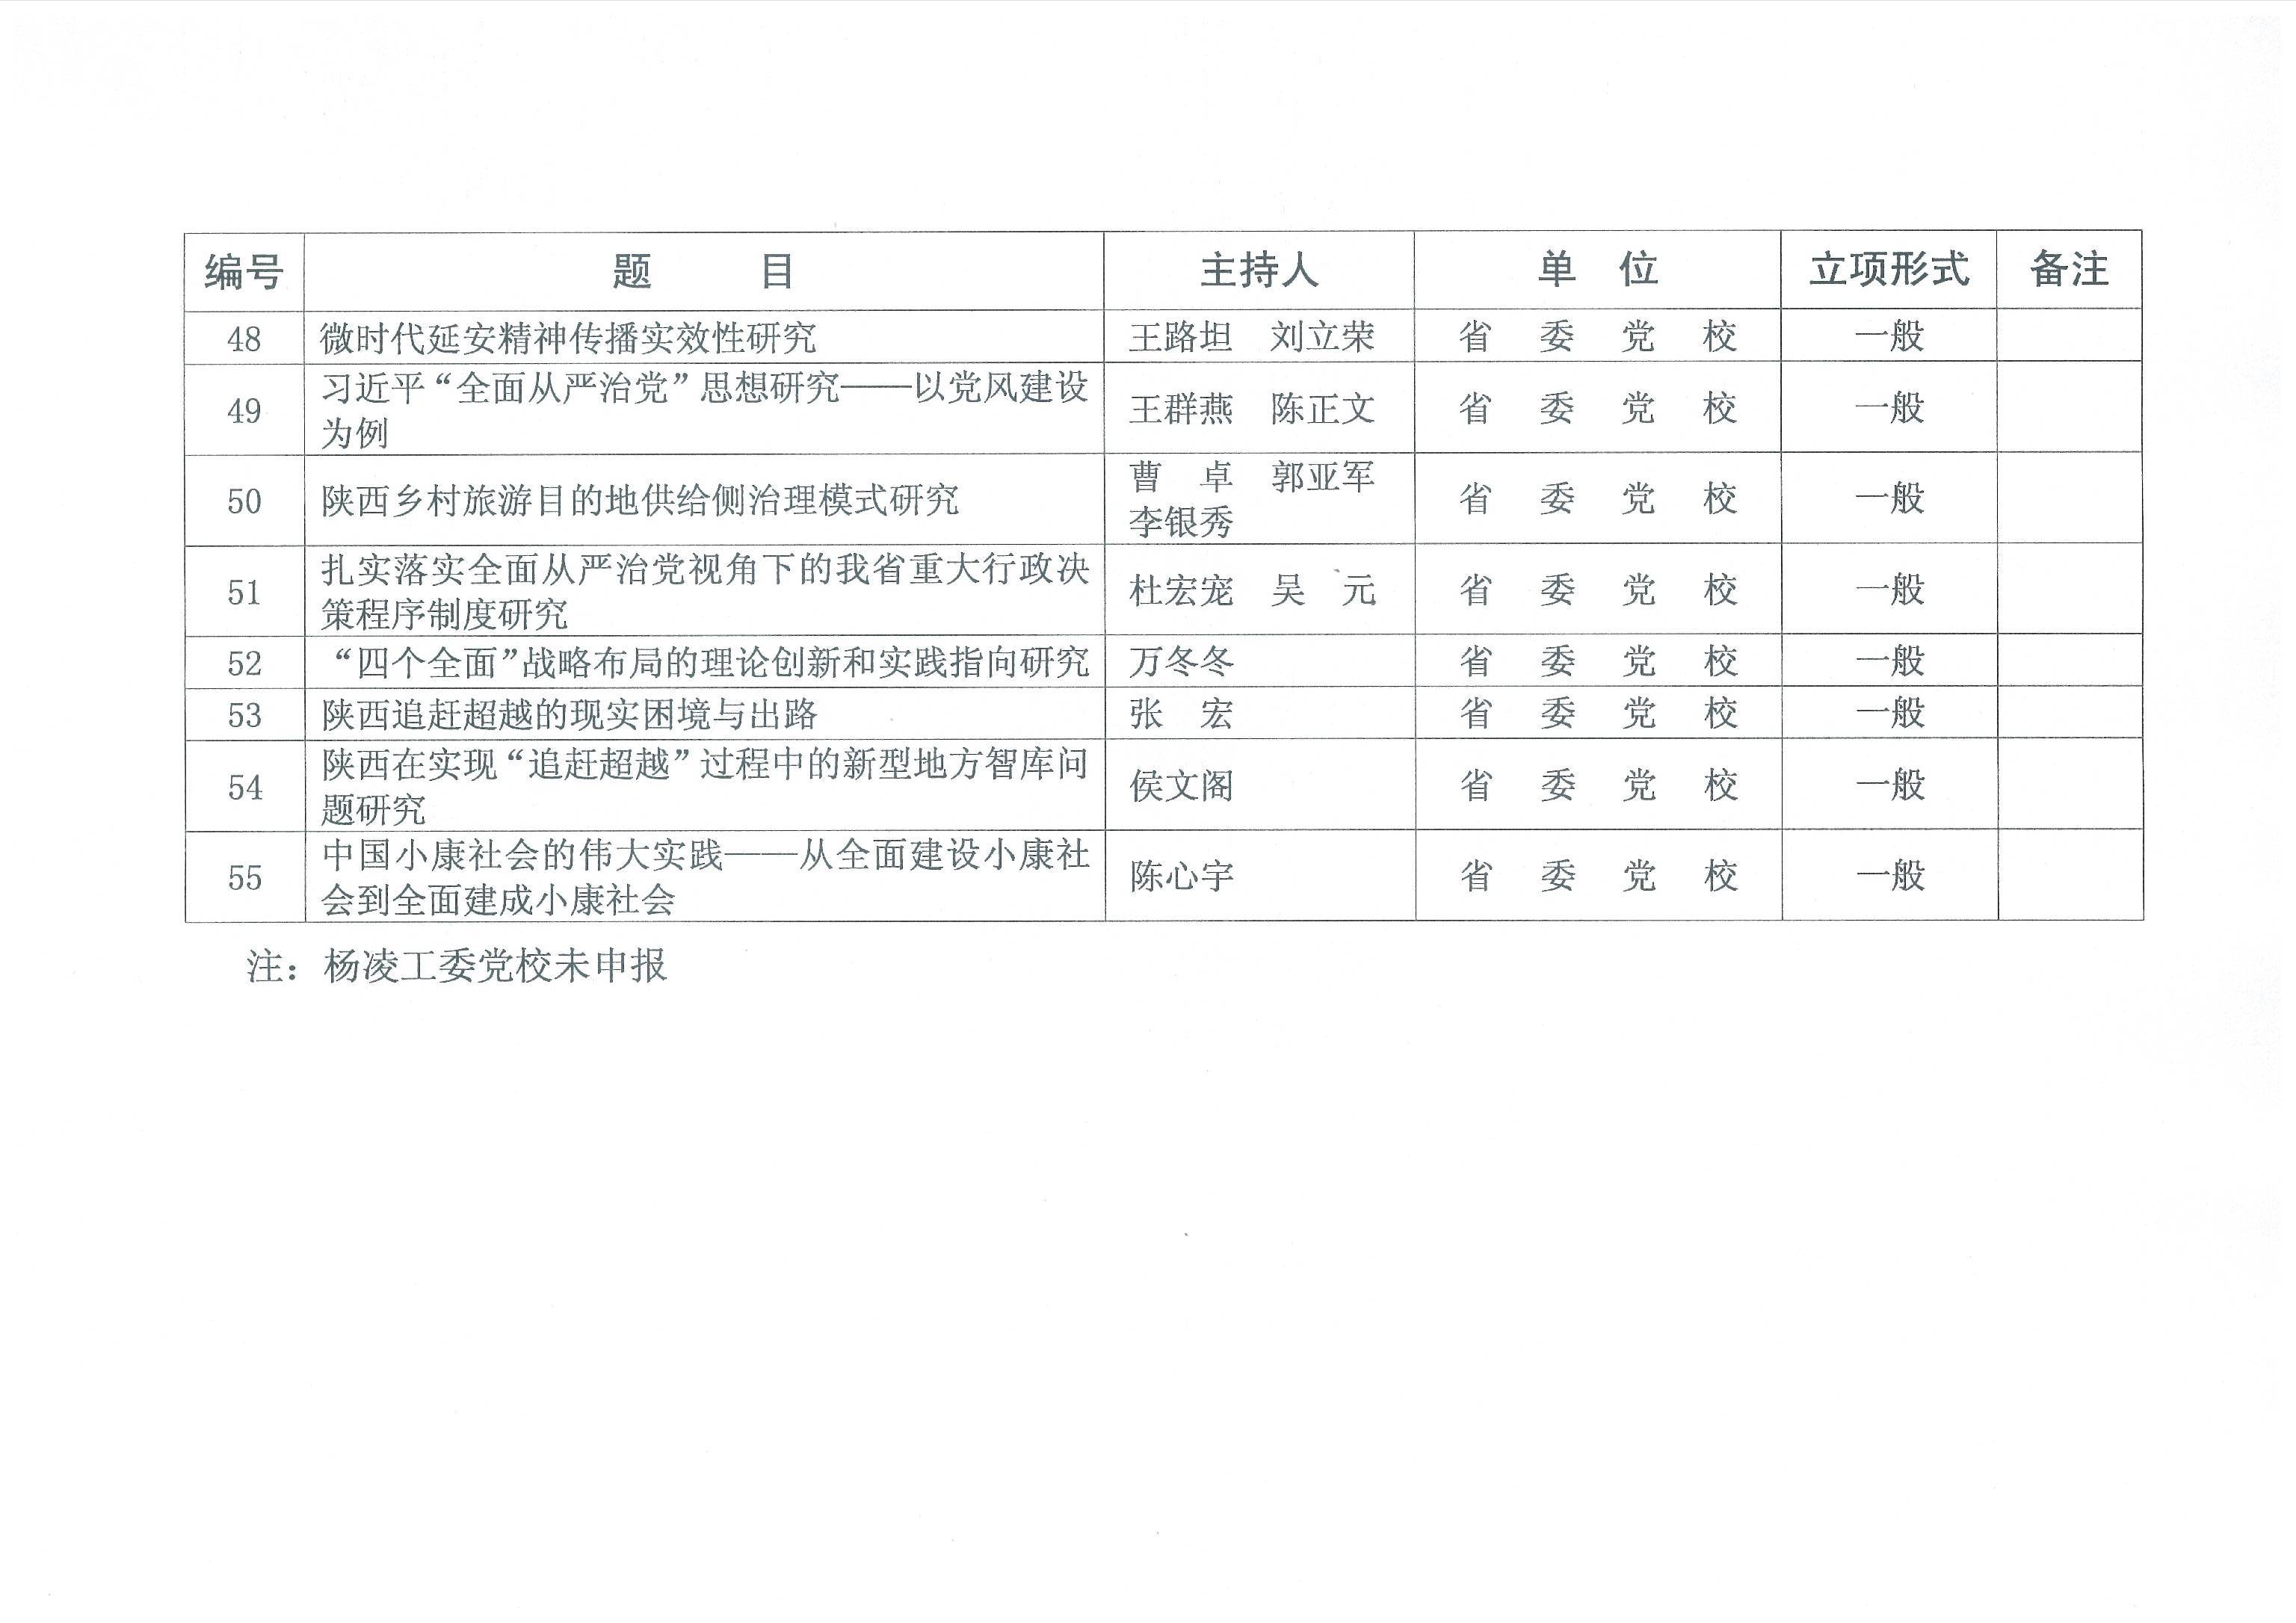 编号 题 目 主持人 单 位 立项形式 备注
48 微时代延安精神传播实效性研究 王路坦 刘立荣 省 委 党 校 一般
习近平“全面从严治党”思想研究——以党风建设
49 王群燕 陈正文 省 委 党 校 一般
为例
曹 卓 郭亚军
50 陕西乡村旅游目的地供给侧治理模式研究 省 委 党 校 一般
李银秀
扎实落实全面从严治党视角下的我省重大行政决
51 杜宏宠 吴 元 省 委 党 校 一般
策程序制度研究
52 “四个全面”战略布局的理论创新和实践指向研究 万冬冬 省 委 党 校 一般
53 陕西追赶超越的现实困境与出路 张 宏 省 委 党 校 一般
陕西在实现“追赶超越”过程中的新型地方智库问
54 侯文阁 省 委 党 校 一般
题研究
中国小康社会的伟大实践——从全面建设小康社
55 陈心宇 省 委 党 校 一般
会到全面建成小康社会
注：杨凌工委党校未申报